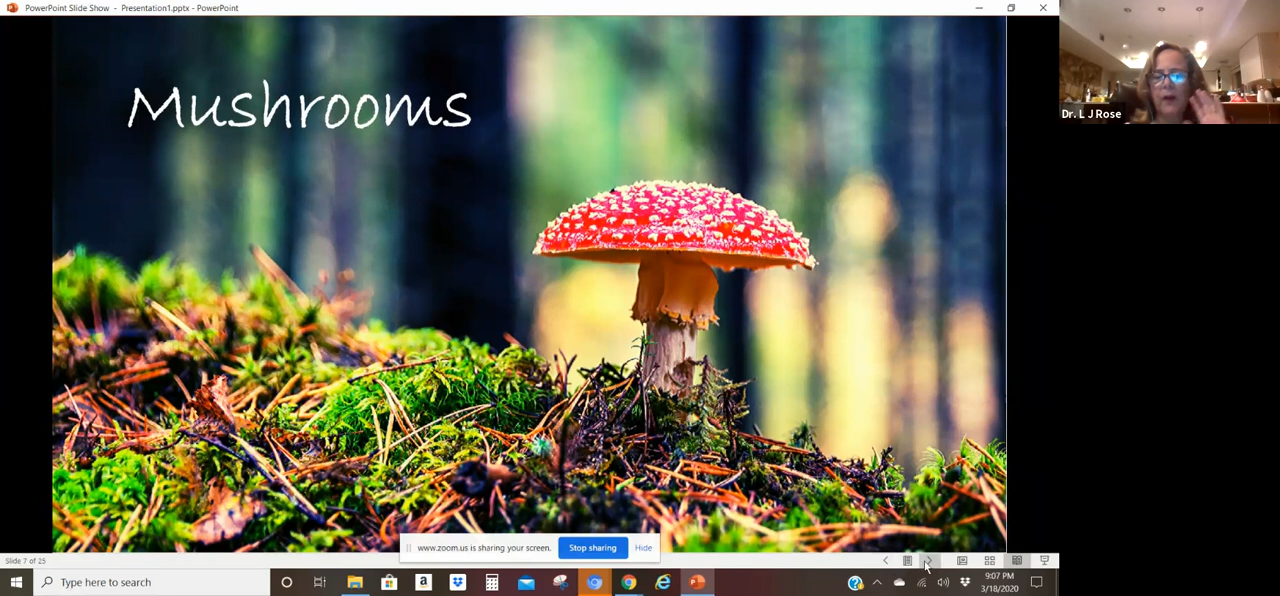 PowerPoint Slide Show - Presentation1.pptx - PowerPoint
Mushrooms
Dr. L J Rose
www.zoom.us is sharing your screen.
Stop sharing
Hide
Slide 7 of 25
Type here to search
9:07 PM
3/18/2020